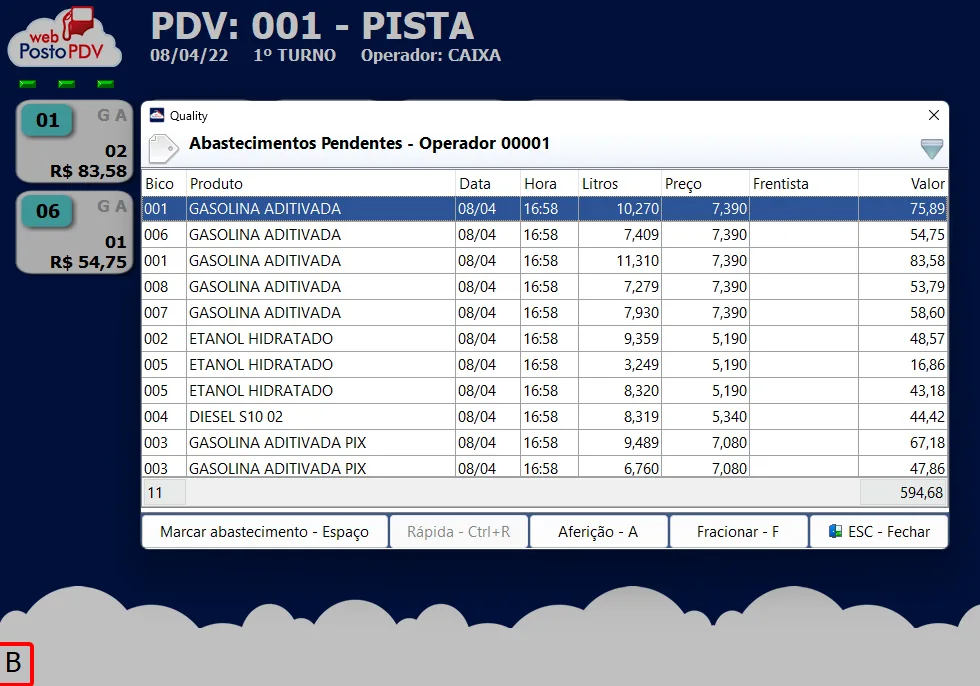 web
PostoPDV
PDV: 001 - PISTA
08/04/22 1º TURNO Operador: CAIXA
01 G A
02
R$ 83,58
06 G A
01
R$ 54,75
Quality
Abastecimentos Pendentes - Operador 00001
Bico Produto Data Hora Litros Preço Frentista Valor
001 GASOLINA ADITIVADA 08/04 16:58 10,270 7,390 75,89
006 GASOLINA ADITIVADA 08/04 16:58 7,409 7,390 54,75
001 GASOLINA ADITIVADA 08/04 16:58 11,310 7,390 83,58
008 GASOLINA ADITIVADA 08/04 16:58 7,279 7,390 53,79
007 GASOLINA ADITIVADA 08/04 16:58 7,930 7,390 58,60
002 ETANOL HIDRATADO 08/04 16:58 9,359 5,190 48,57
005 ETANOL HIDRATADO 08/04 16:58 3,249 5,190 16,86
005 ETANOL HIDRATADO 08/04 16:58 8,320 5,190 43,18
004 DIESEL S10 02 08/04 16:58 8,319 5,340 44,42
003 GASOLINA ADITIVADA PIX 08/04 16:58 9,489 7,080 67,18
003 GASOLINA ADITIVADA PIX 08/04 16:58 6,760 7,080 47,86
11 594,68
Marcar abastecimento - Espaço Rápida - Ctrl+R Aferição - A Fracionar - F ESC - Fechar
B